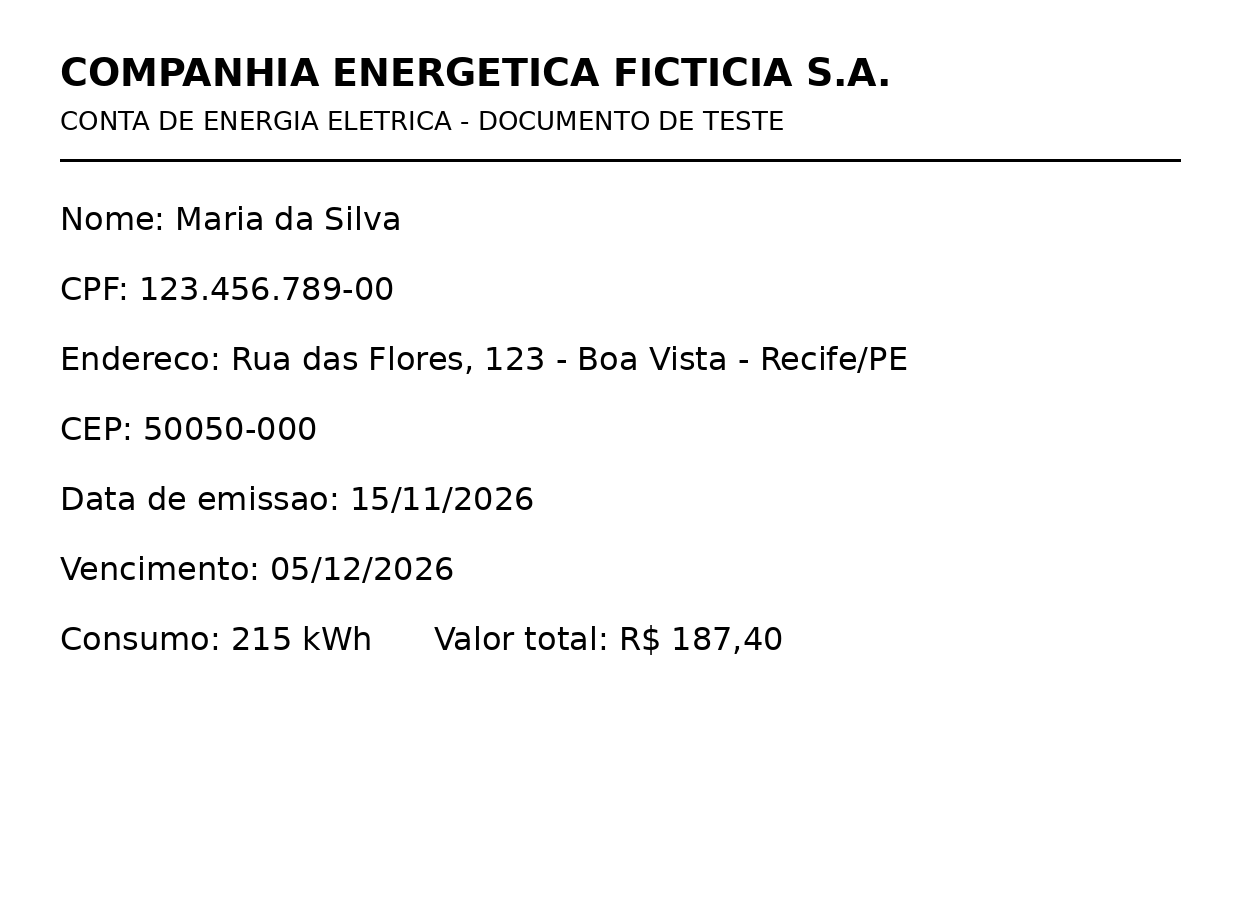 COMPANHIA ENERGETICA FICTICIA S.A.
CONTA DE ENERGIA ELETRICA - DOCUMENTO DE TESTE
Nome: Maria da Silva
CPF: 123.456.789-00
Endereco: Rua das Flores, 123 - Boa Vista - Recife/PE
CEP: 50050-000
Data de emissao: 15/11/2026
Vencimento: 05/12/2026
Consumo: 215 kWh Valor total: R$ 187,40